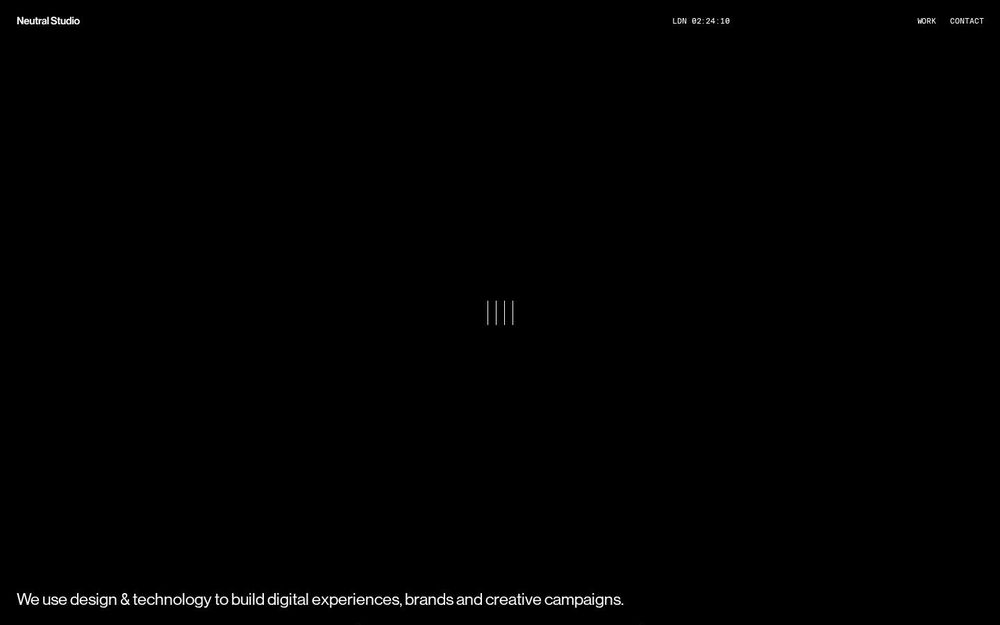 Neutral Studio
LDN 02:24:10
WORK CONTACT
We use design & technology to build digital experiences, brands and creative campaigns.